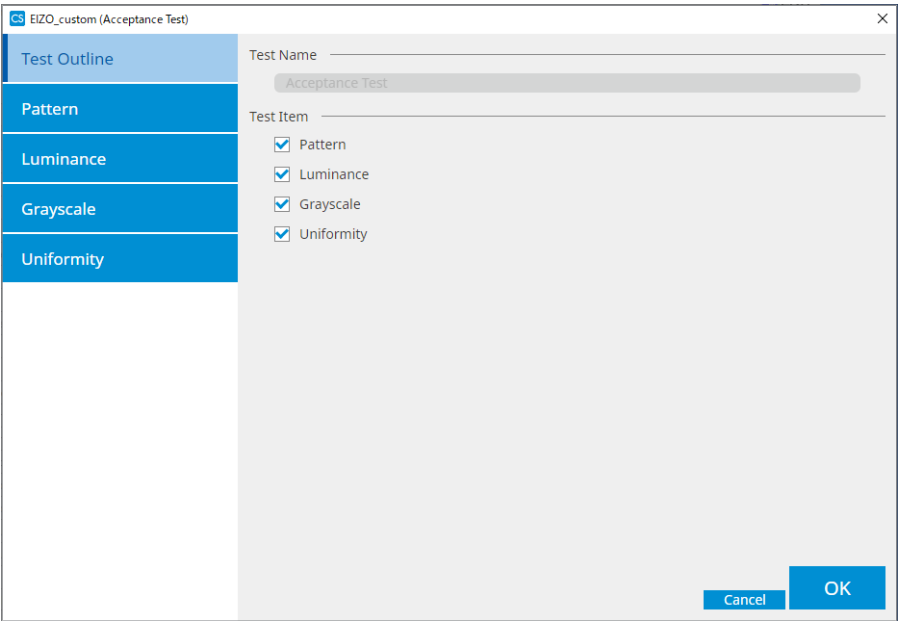 CS EIZO_custom (Acceptance Test)
Test Outline
Pattern
Luminance
Grayscale
Uniformity
Test Name
Acceptance Test
Test Item
Pattern
Luminance
Grayscale
Uniformity
Cancel
OK